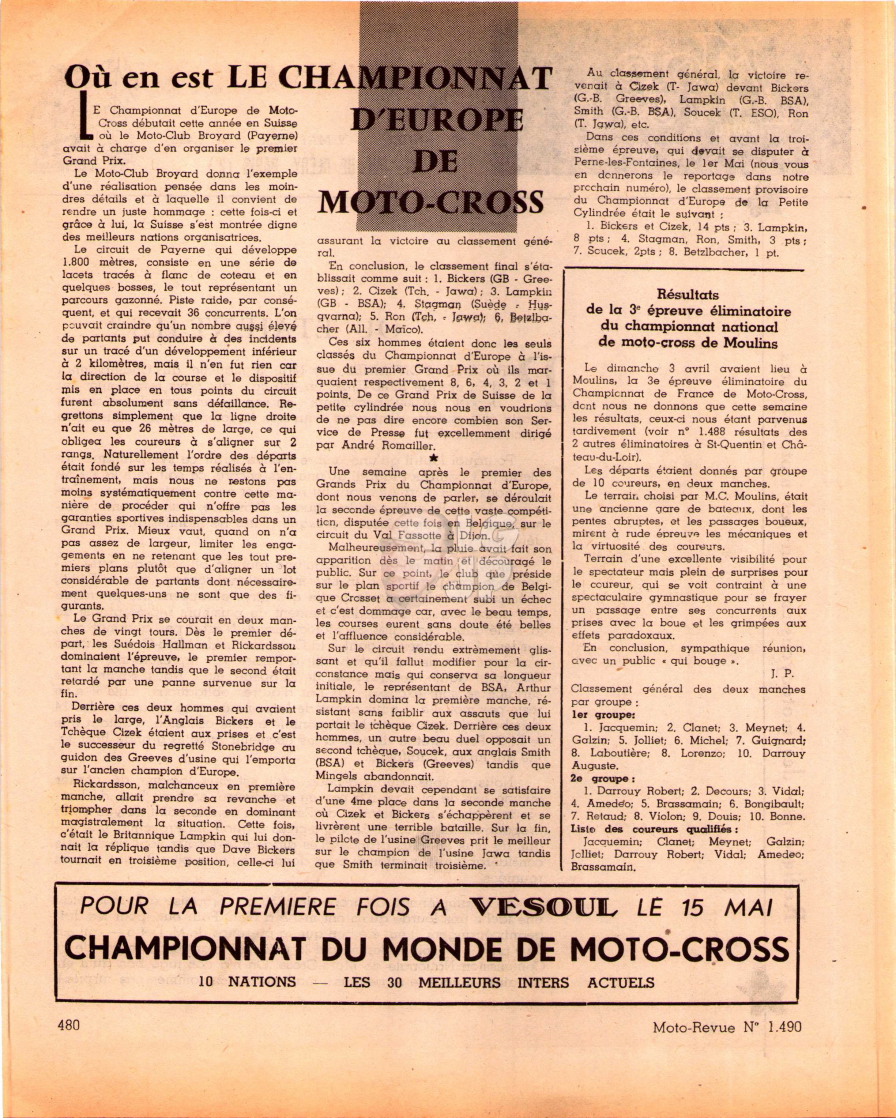 Où en est LE CHAMPIONNAT
D'EUROPE
DE
MOTO-CROSS
LE Championnat d'Europe de Moto-
Cross débutait cette année en Suisse
où le Moto-Club Broyard (Payerne)
avait à charge d'en organiser le premier
Grand Prix.
Le Moto-Club Broyard donna l'exemple
d'une réalisation pensée dans les moin-
dres détails et à laquelle il convient de
rendre un juste hommage : cette fois-ci et
grâce à lui, la Suisse s'est montrée digne
des meilleurs nations organisatrices.
Le circuit de Payerne qui développe
1.800 mètres, consiste en une série de
lacets tracés à flanc de coteau et en
quelques bosses, le tout représentant un
parcours gazonné. Piste raide, par consé-
quent, et qui recevait 36 concurrents. L'on
pouvait craindre qu'un nombre aussi élevé
de partants put conduire à des incidents
sur un tracé d'un développement inférieur
à 2 kilomètres, mais il n'en fut rien car
la direction de la course et le dispositif
mis en place en tous points du circuit
furent absolument sans défaillance. Re-
grettons simplement que la ligne droite
n'ait eu que 26 mètres de large, ce qui
obligea les coureurs à s'aligner sur 2
rangs. Naturellement l'ordre des départs
était fondé sur les temps réalisés à l'en-
traînement, mais nous ne restons pas
moins systématiquement contre cette ma-
nière de procéder qui n'offre pas les
garanties sportives indispensables dans un
Grand Prix. Mieux vaut, quand on n'a
pas assez de largeur, limiter les enga-
gements en ne retenant que les tout pre-
miers plans plutôt que d'aligner un lot
considérable de partants dont nécessaire-
ment quelques-uns ne sont que des fi-
gurants.
Le Grand Prix se courait en deux man-
ches de vingt tours. Dès le premier dé-
part, les Suédois Hallman et Rickardsson
dominaient l'épreuve, le premier rempor-
tant la manche tandis que le second était
retardé par une panne survenue sur la
fin.
Derrière ces deux hommes qui avaient
pris le large, l'Anglais Bickers et le
Tchèque Cizek étaient aux prises et c'est
le successeur du regretté Stonebridge au
guidon des Greeves d'usine qui l'emporta
sur l'ancien champion d'Europe.
Rickardsson, malchanceux en première
manche, allait prendre sa revanche et
triompher dans la seconde en dominant
magistralement la situation. Cette fois,
c'était le Britannique Lampkin qui lui don-
nait la réplique tandis que Dave Bickers
tournait en troisième position, celle-ci lui
assurant la victoire au classement géné-
ral.
En conclusion, le classement final s'éta-
blissait comme suit : 1. Bickers (GB - Gree-
ves) ; 2. Cizek (Tch. - Jawa) ; 3. Lampkin
(GB - BSA); 4. Stagman (Suède - Hus-
qvarna); 5. Ron (Tch. - Jawa); 6. Betzlba-
cher (All. - Maïco).
Ces six hommes étaient donc les seuls
classés du Championnat d'Europe à l'is-
sue du premier Grand Prix où ils mar-
quaient respectivement 8, 6, 4, 3, 2 et 1
points. De ce Grand Prix de Suisse de la
petite cylindrée nous nous en voudrions
de ne pas dire encore combien son Ser-
vice de Presse fut excellemment dirigé
par André Romailler.
★
Une semaine après le premier des
Grands Prix du Championnat d'Europe,
dont nous venons de parler, se déroulait
la seconde épreuve de cette vaste compéti-
tion, disputée cette fois en Belgique, sur le
circuit du Val Fassotte à Dijon.
Malheureusement, la pluie avait fait son
apparition dès le matin et découragé le
public. Sur ce point, le club que préside
sur le plan sportif le champion de Belgi-
que Crosset a certainement subi un échec
et c'est dommage car, avec le beau temps,
les courses eurent sans doute été belles
et l'affluence considérable.
Sur le circuit rendu extrèmement glis-
sant et qu'il fallut modifier pour la cir-
constance mais qui conserva sa longueur
initiale, le représentant de BSA, Arthur
Lampkin domina la première manche, ré-
sistant sans faiblir aux assauts que lui
portait le tchèque Cizek. Derrière ces deux
hommes, un autre beau duel opposait un
second tchèque, Soucek, aux anglais Smith
(BSA) et Bickers (Greeves) tandis que
Mingels abandonnait.
Lampkin devait cependant se satisfaire
d'une 4me place dans la seconde manche
où Cizek et Bickers s'échappèrent et se
livrèrent une terrible bataille. Sur la fin,
le pilote de l'usine Greeves prit le meilleur
sur le champion de l'usine Jawa tandis
que Smith terminait troisième.
Au classement général, la victoire re-
venait à Cizek (T- Jawa) devant Bickers
(G.-B. Greeves), Lampkin (G.-B. BSA),
Smith (G.-B. BSA), Soucek (T. ESO), Ron
(T. Jawa), etc.
Dans ces conditions et avant la troi-
sième épreuve, qui devait se disputer à
Perne-les-Fontaines, le 1er Mai (nous vous
en donnerons le reportage dans notre
prochain numéro), le classement provisoire
du Championnat d'Europe de la Petite
Cylindrée était le suivant :
1. Bickers et Cizek, 14 pts ; 3. Lampkin,
8 pts ; 4. Stagman, Ron, Smith, 3 pts ;
7. Soucek, 2pts ; 8. Betzlbacher, 1 pt.
Résultats
de la 3e épreuve éliminatoire
du championnat national
de moto-cross de Moulins
Le dimanche 3 avril avaient lieu à
Moulins, la 3e épreuve éliminatoire du
Championnat de France de Moto-Cross,
dont nous ne donnons que cette semaine
les résultats, ceux-ci nous étant parvenus
tardivement (voir n° 1.488 résultats des
2 autres éliminatoires à St-Quentin et Châ-
teau-du-Loir).
Les départs étaient donnés par groupe
de 10 coureurs, en deux manches.
Le terrain choisi par M.C. Moulins, était
une ancienne gare de bateaux, dont les
pentes abruptes, et les passages boueux,
mirent à rude épreuve les mécaniques et
la virtuosité des coureurs.
Terrain d'une excellente visibilité pour
le spectateur mais plein de surprises pour
le coureur, qui se voit contraint à une
spectaculaire gymnastique pour se frayer
un passage entre ses concurrents aux
prises avec la boue et les grimpées aux
effets paradoxaux.
En conclusion, sympathique réunion,
avec un public « qui bouge ».
J. P.
Classement général des deux manches
par groupe :
1er groupe:
1. Jacquemin; 2. Clanet; 3. Meynet; 4.
Galzin; 5. Jolliet; 6. Michel; 7. Guignard;
8. Laboutière; 8. Lorenzo; 10. Darrouy
Auguste.
2e groupe :
1. Darrouy Robert; 2. Decours; 3. Vidal;
4. Amedéo; 5. Brassamain; 6. Bongibault;
7. Retaud; 8. Violon; 9. Douis; 10. Bonne.
Liste des coureurs qualifiés :
Jacquemin; Clanet; Meynet; Galzin;
Jolliet; Darrouy Robert; Vidal; Amedeo;
Brassamain.
POUR LA PREMIERE FOIS A VESOUL LE 15 MAI
CHAMPIONNAT DU MONDE DE MOTO-CROSS
10 NATIONS — LES 30 MEILLEURS INTERS ACTUELS
480
Moto-Revue N° 1.490